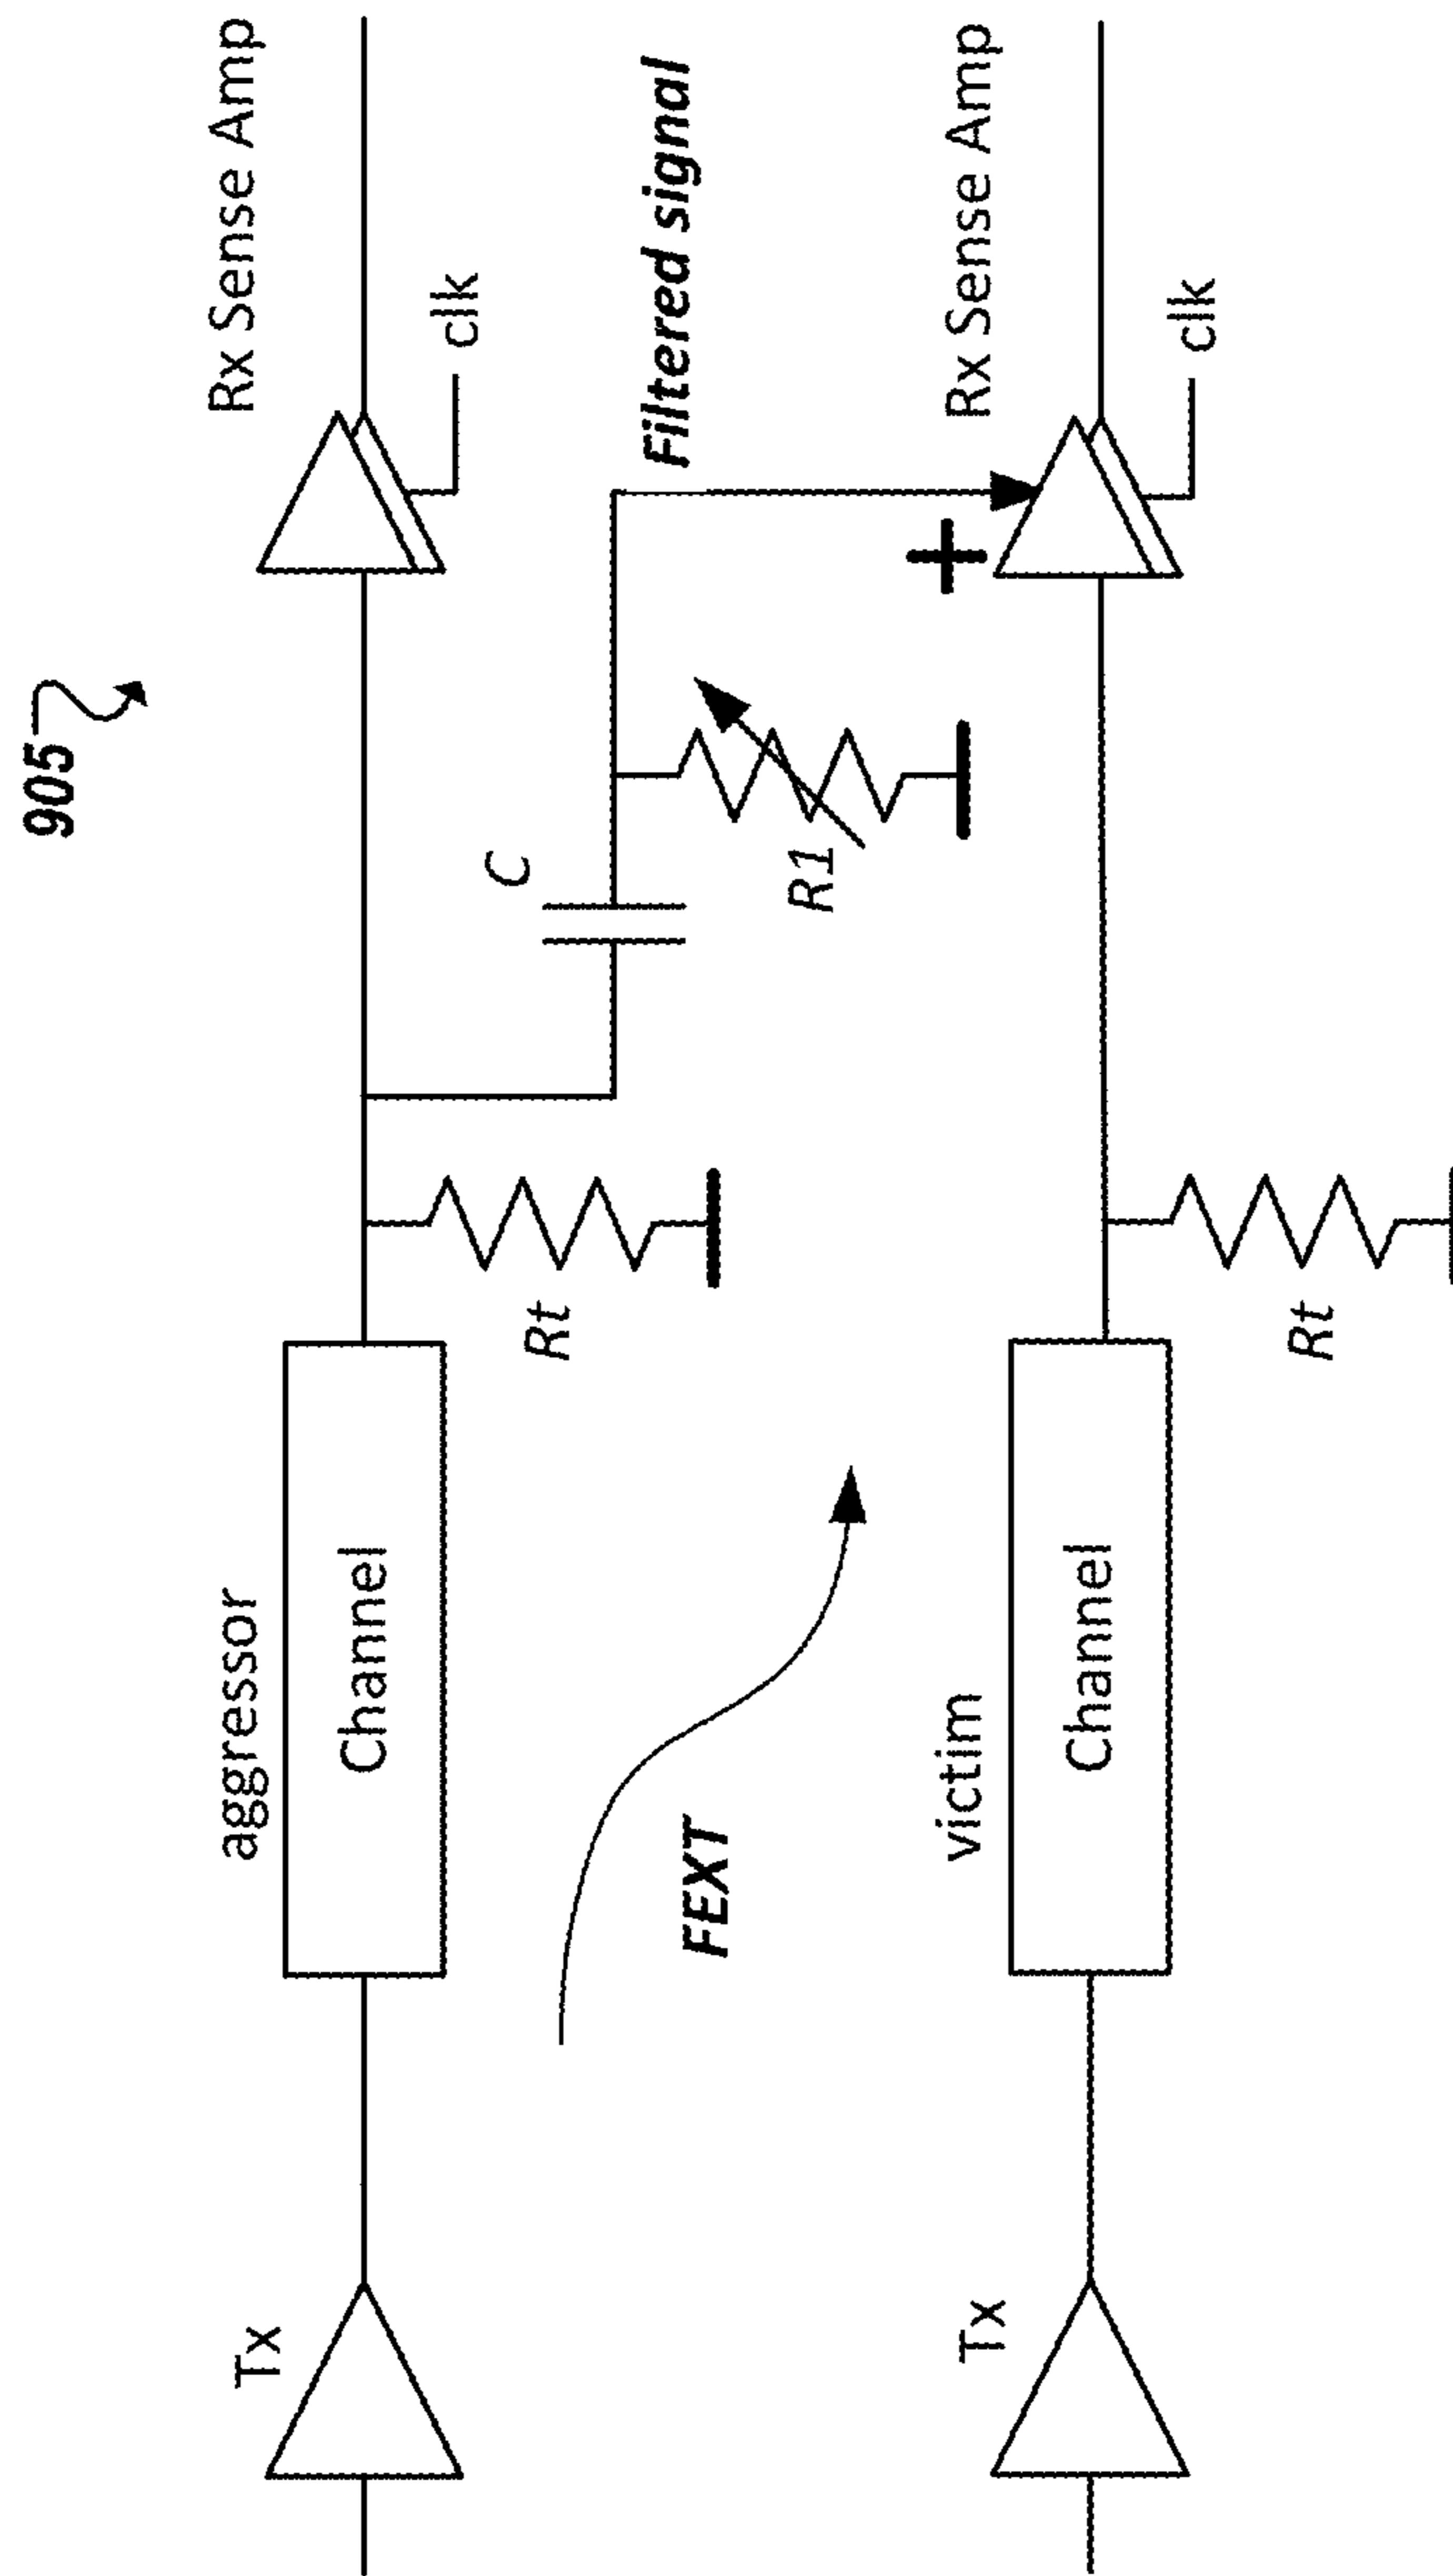 905
aggressor
Tx
Channel
Rt
C
R1
Rx Sense Amp
clk
FEXT
Filtered signal
+
victim
Tx
Channel
Rt
Rx Sense Amp
clk